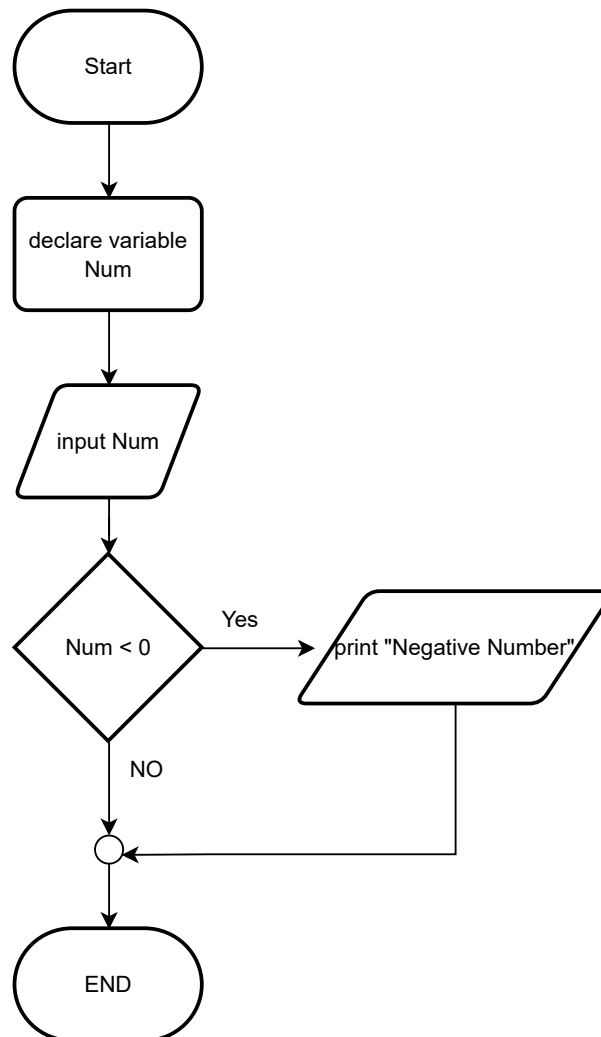 Start
declare variable
Num
input Num
Num < 0
Yes
print "Negative Number"
NO
END